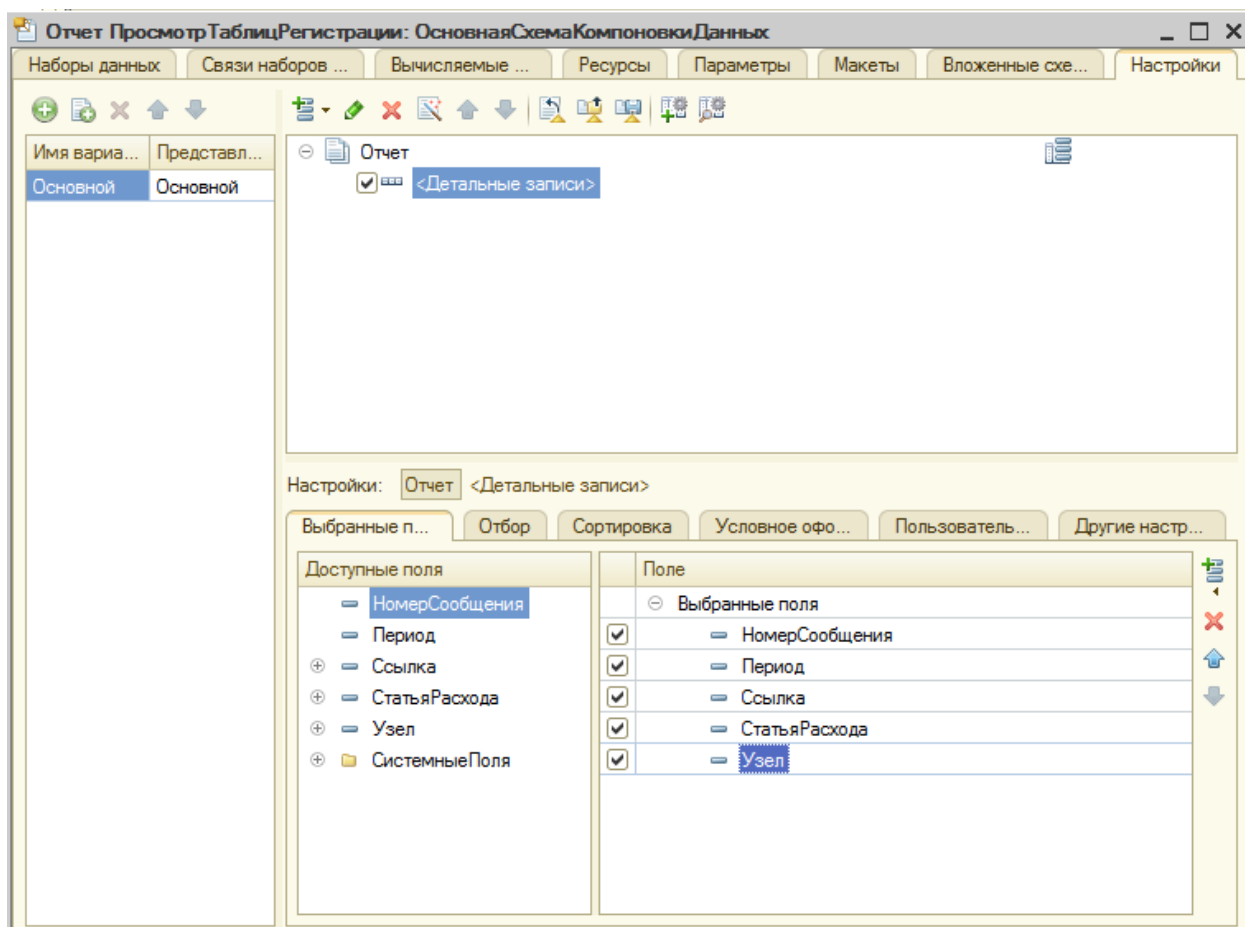 Отчет ПросмотрТаблицРегистрации: ОсновнаяСхемаКомпоновкиДанных
Наборы данных Связи наборов ... Вычисляемые ... Ресурсы Параметры Макеты Вложенные схе... Настройки
Имя вариа... Представл...
Основной Основной
Отчет
<Детальные записи>
Настройки: Отчет <Детальные записи>
Выбранные п... Отбор Сортировка Условное офо... Пользователь... Другие настр...
Доступные поля Поле
НомерСообщения Выбранные поля
Период НомерСообщения
Ссылка Период
СтатьяРасхода Ссылка
Узел СтатьяРасхода
СистемныеПоля Узел